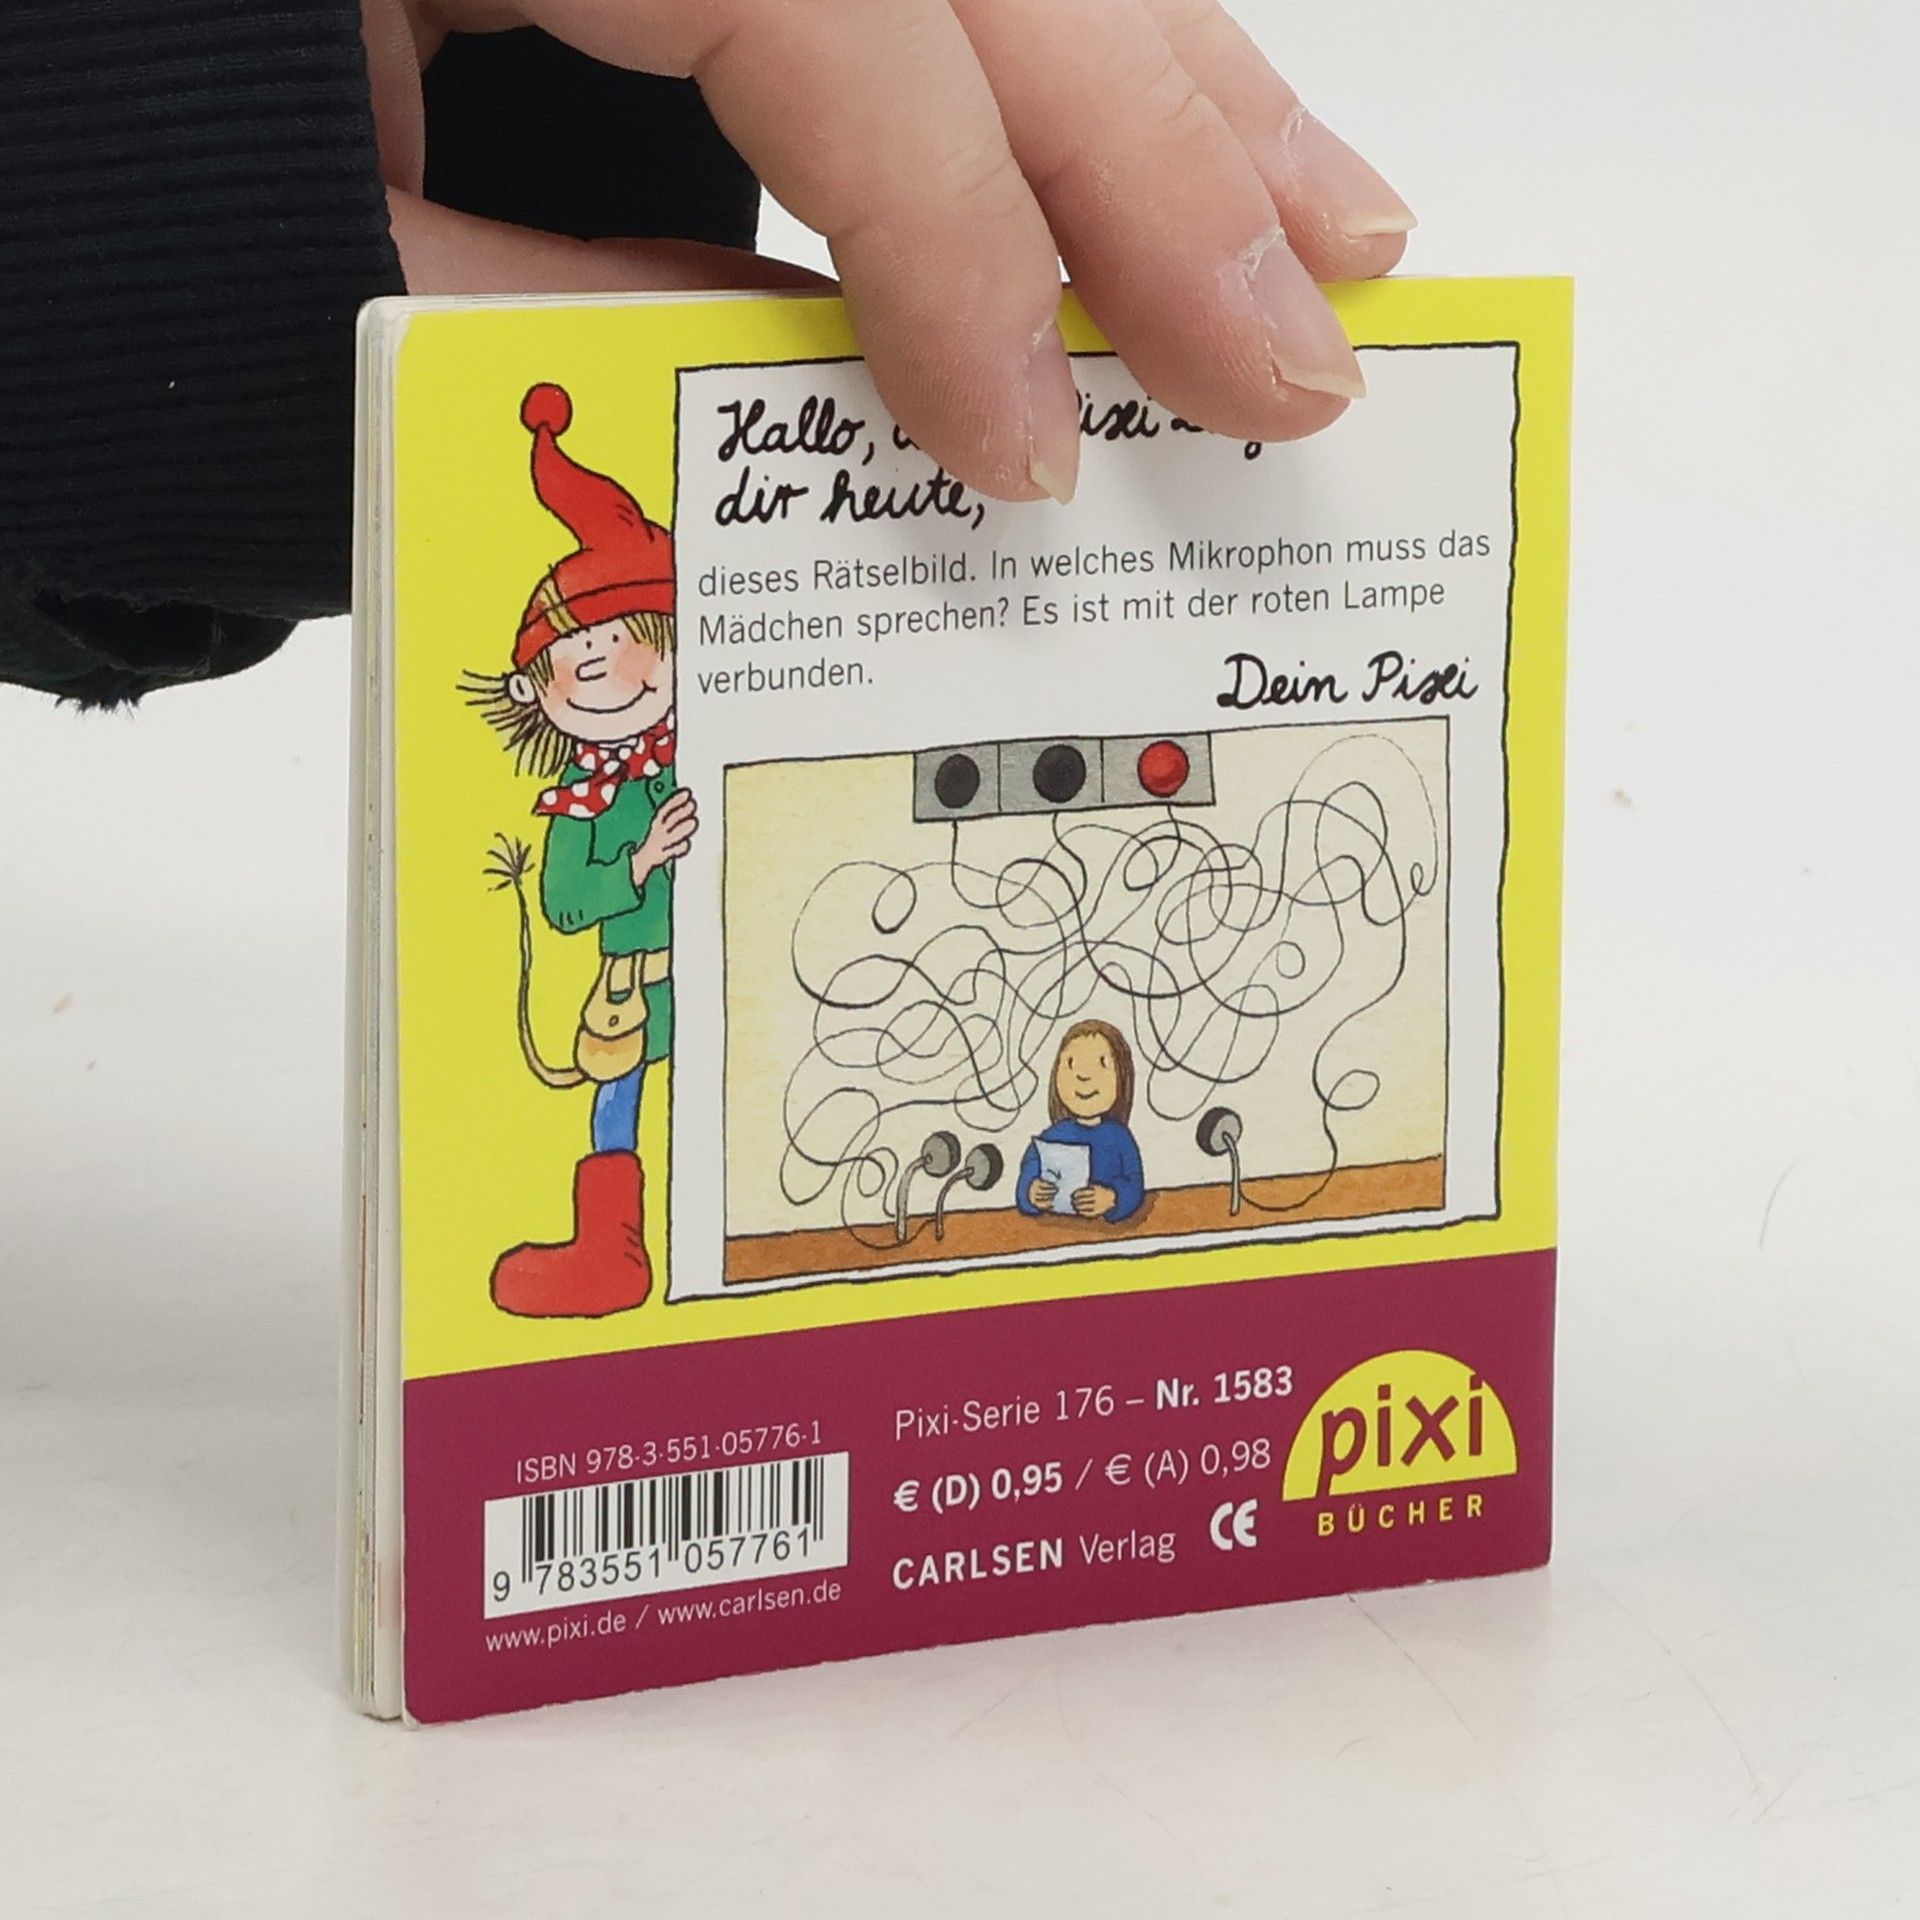 Hallo,
dir heute,
dieses Rätselbild. In welches Mikrophon muss das
Mädchen sprechen? Es ist mit der roten Lampe
verbunden.
Dein Pixi
ISBN 978-3-551-05776-1
9 783551 057761
www.pixi.de / www.carlsen.de
Pixi-Serie 176 – Nr. 1583
€ (D) 0,95 / € (A) 0,98
CARLSEN Verlag CE
pixi
BÜCHER